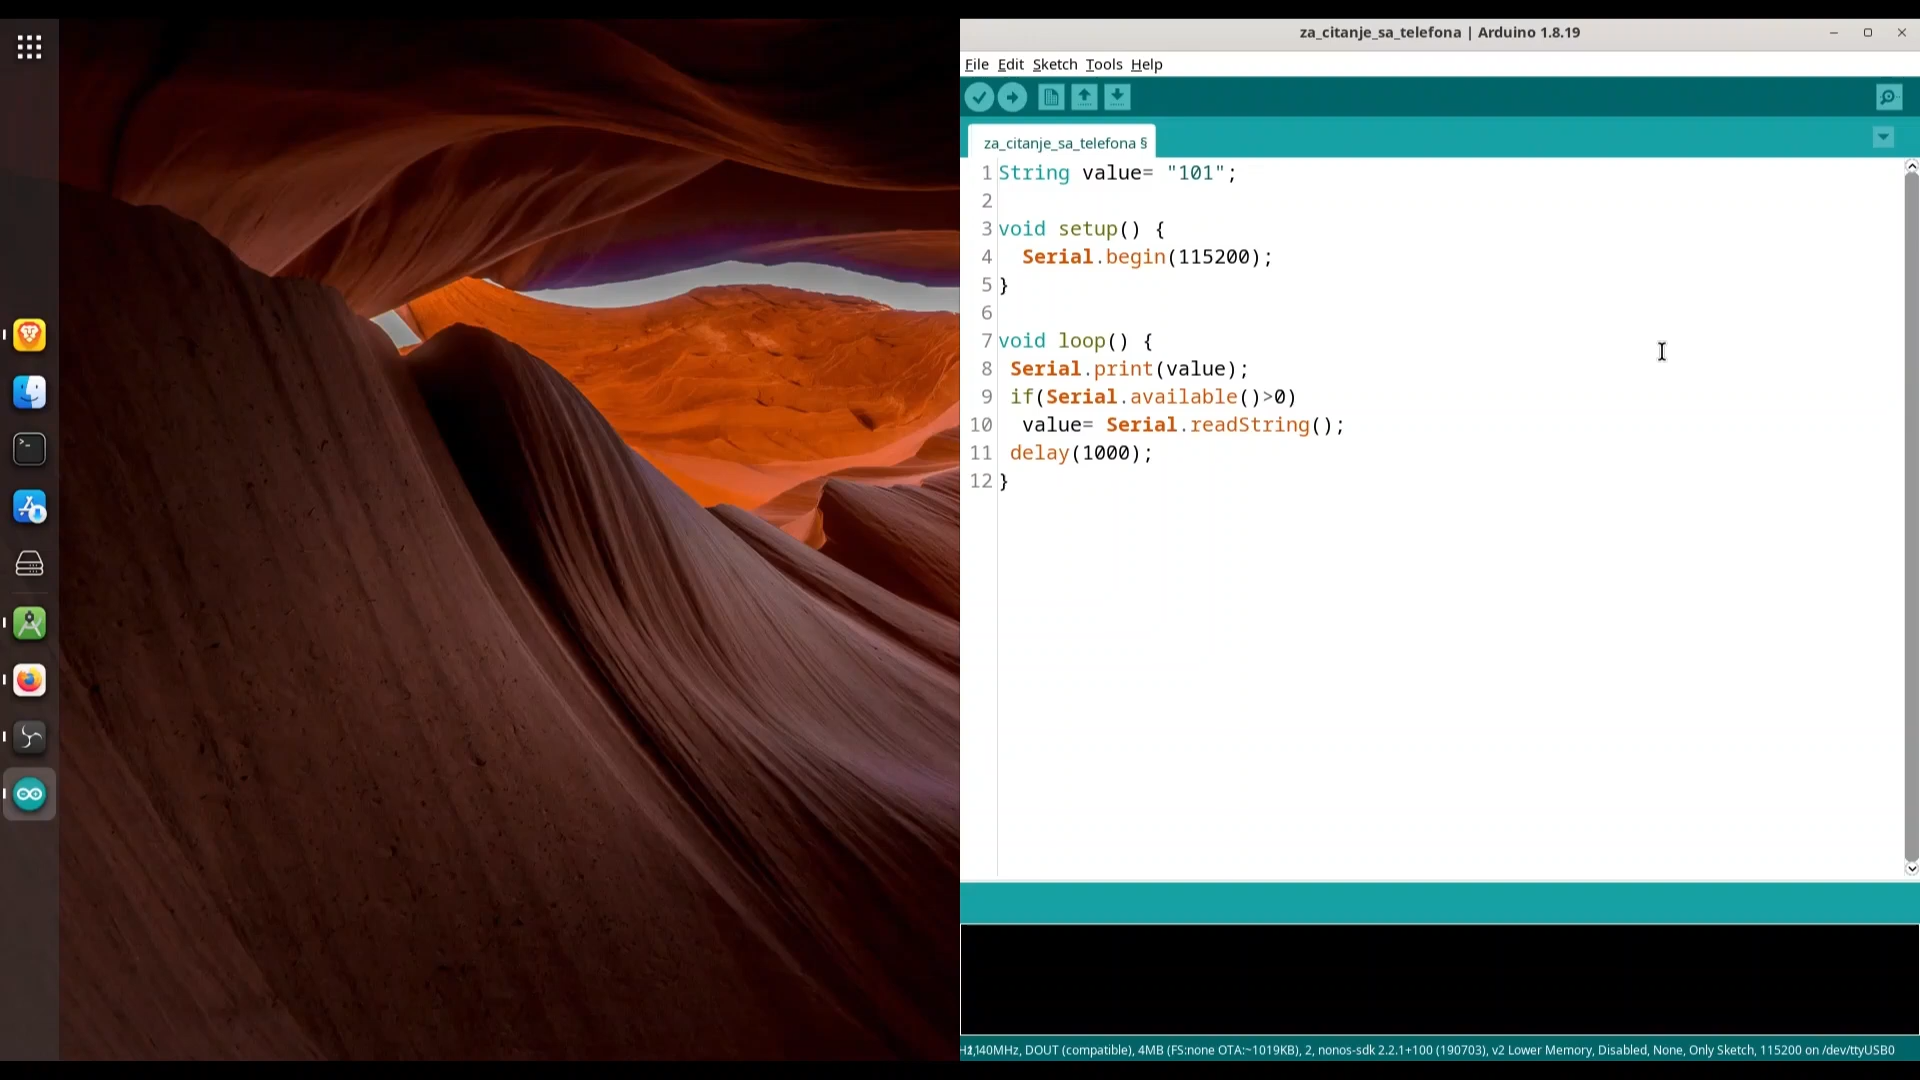 za_citanje_sa_telefona | Arduino 1.8.19
File Edit Sketch Tools Help
za_citanje_sa_telefona §
1 String value= "101";
2
3 void setup() {
4 Serial.begin(115200);
5 }
6
7 void loop() {
8 Serial.print(value);
9 if(Serial.available()>0)
10 value= Serial.readString();
11 delay(1000);
12 }
40MHz, DOUT (compatible), 4MB (FS:none OTA:~1019KB), 2, nonos-sdk 2.2.1+100 (190703), v2 Lower Memory, Disabled, None, Only Sketch, 115200 on /dev/ttyUSB0